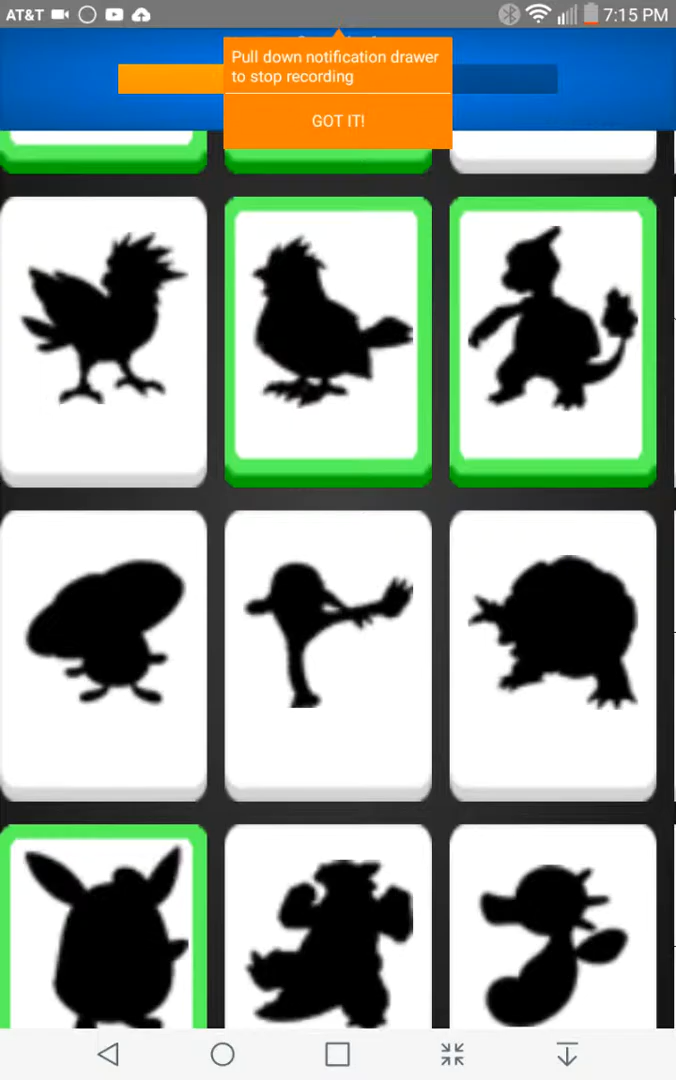 AT&T
7:15 PM
Pull down notification drawer
to stop recording
GOT IT!